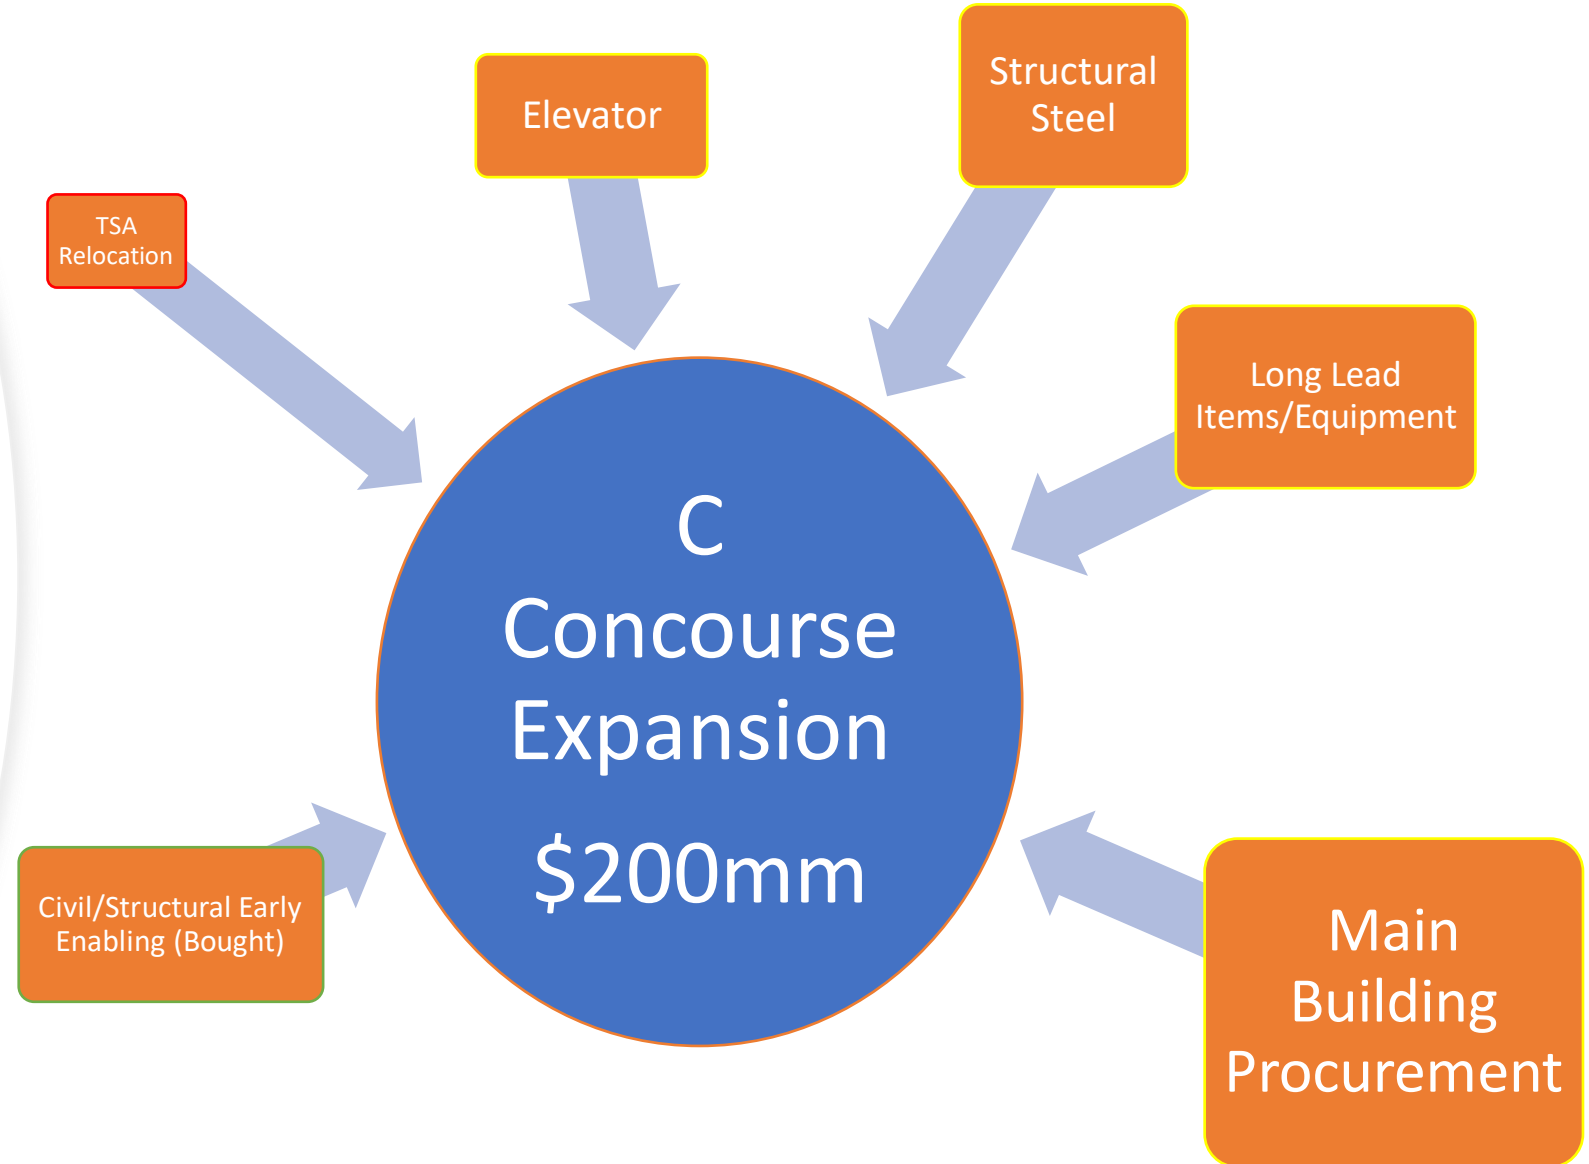 Structural
Steel
Elevator
TSA
Relocation
Long Lead
Items/Equipment
C
Concourse
Expansion
$200mm
Civil/Structural Early
Enabling (Bought)
Main
Building
Procurement